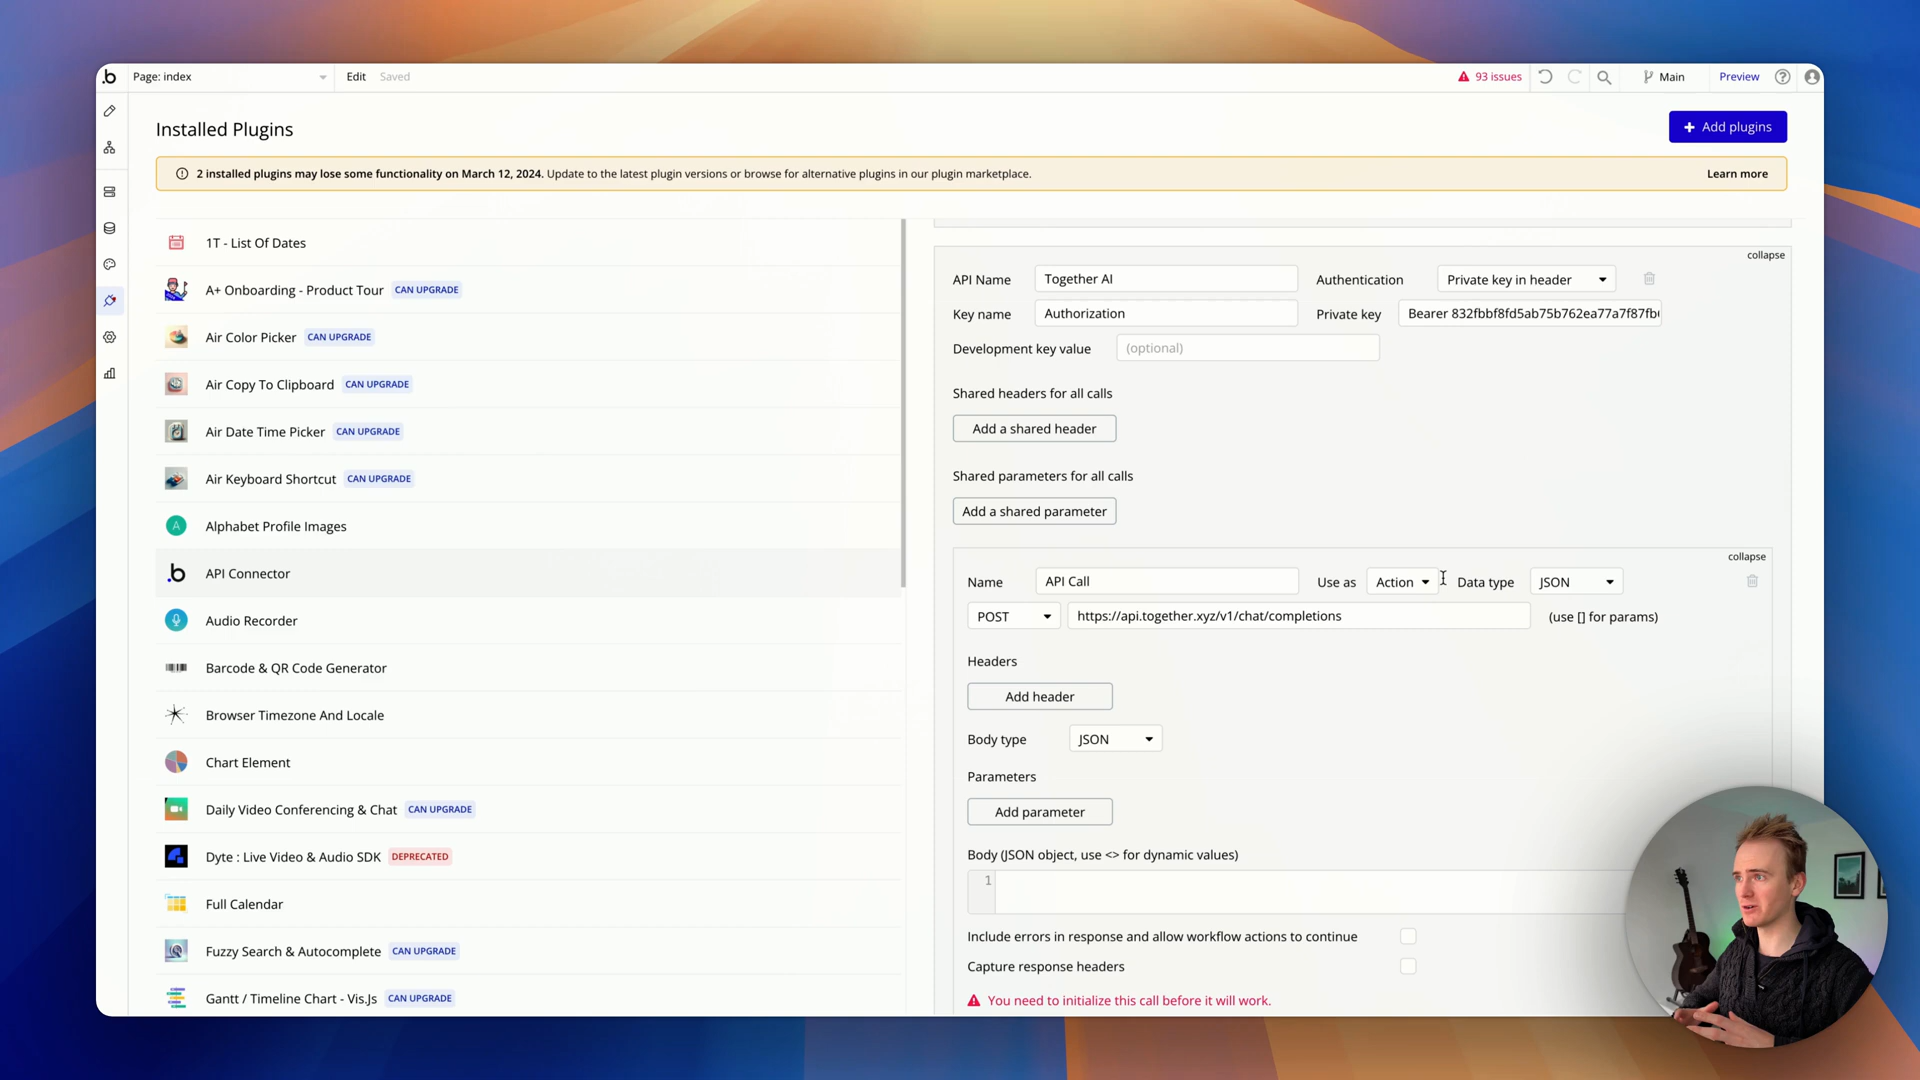 .b Page: index Edit Saved 93 issues Main Preview
Installed Plugins
+ Add plugins
2 installed plugins may lose some functionality on March 12, 2024. Update to the latest plugin versions or browse for alternative plugins in our plugin marketplace. Learn more
1T - List Of Dates
A+ Onboarding - Product Tour CAN UPGRADE
Air Color Picker CAN UPGRADE
Air Copy To Clipboard CAN UPGRADE
Air Date Time Picker CAN UPGRADE
Air Keyboard Shortcut CAN UPGRADE
A Alphabet Profile Images
.b API Connector
Audio Recorder
Barcode & QR Code Generator
Browser Timezone And Locale
Chart Element
Daily Video Conferencing & Chat CAN UPGRADE
Dyte : Live Video & Audio SDK DEPRECATED
Full Calendar
Fuzzy Search & Autocomplete CAN UPGRADE
Gantt / Timeline Chart - Vis.Js CAN UPGRADE
collapse
API Name Together AI Authentication Private key in header
Key name Authorization Private key Bearer 832fbbf8fd5ab75b762ea77a7f87fb
Development key value (optional)
Shared headers for all calls
Add a shared header
Shared parameters for all calls
Add a shared parameter
collapse
Name API Call Use as Action Data type JSON
POST https://api.together.xyz/v1/chat/completions (use [] for params)
Headers
Add header
Body type JSON
Parameters
Add parameter
Body (JSON object, use <> for dynamic values)
1
Include errors in response and allow workflow actions to continue
Capture response headers
You need to initialize this call before it will work.